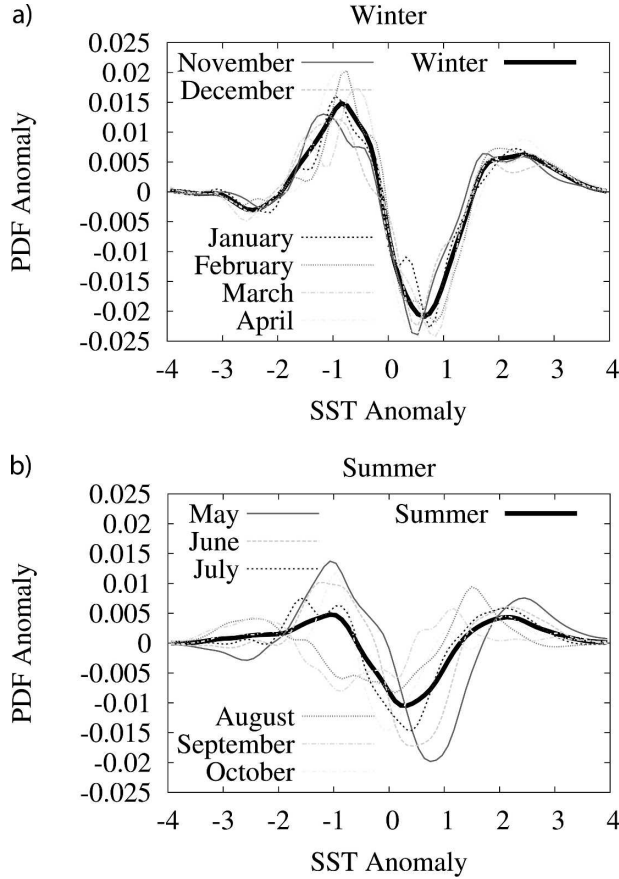 a)
Winter
0.025
0.02
0.015
0.01
0.005
0
-0.005
-0.01
-0.015
-0.02
-0.025
PDF Anomaly
November
December
Winter
January
February
March
April
-4 -3 -2 -1 0 1 2 3 4
SST Anomaly
b)
Summer
0.025
0.02
0.015
0.01
0.005
0
-0.005
-0.01
-0.015
-0.02
-0.025
PDF Anomaly
May
June
July
Summer
August
September
October
-4 -3 -2 -1 0 1 2 3 4
SST Anomaly